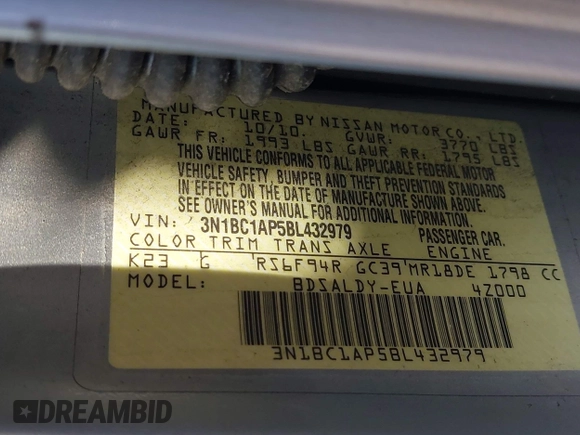 MANUFACTURED BY NISSAN MOTOR CO., LTD.
DATE: 10/10. GVWR: 3770 LBS
GAWR FR: 1993 LBS GAWR RR: 1795 LBS
THIS VEHICLE CONFORMS TO ALL APPLICABLE FEDERAL MOTOR
VEHICLE SAFETY, BUMPER AND THEFT PREVENTION STANDARDS
IN EFFECT ON THE DATE OF MANUFACTURE SHOWN ABOVE.
SEE OWNER'S MANUAL FOR ADDITIONAL INFORMATION.
VIN: 3N1BC1AP5BL432979 PASSENGER CAR.
COLOR TRIM TRANS AXLE ENGINE
K23 G RS6F94R GC39 MR18DE 1798 CC
MODEL: BDSALDY-EUA 4Z000
3N1BC1AP5BL432979
DREAMBID